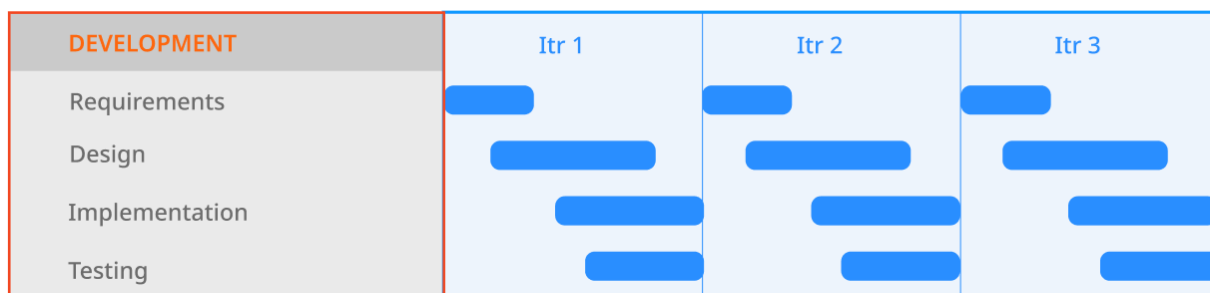 DEVELOPMENT
Itr 1
Itr 2
Itr 3
Requirements
Design
Implementation
Testing